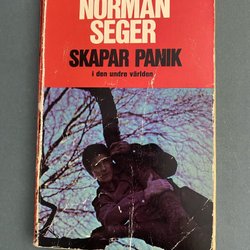 NORMAN
SEGER
SKAPAR PANIK
i den undre världen